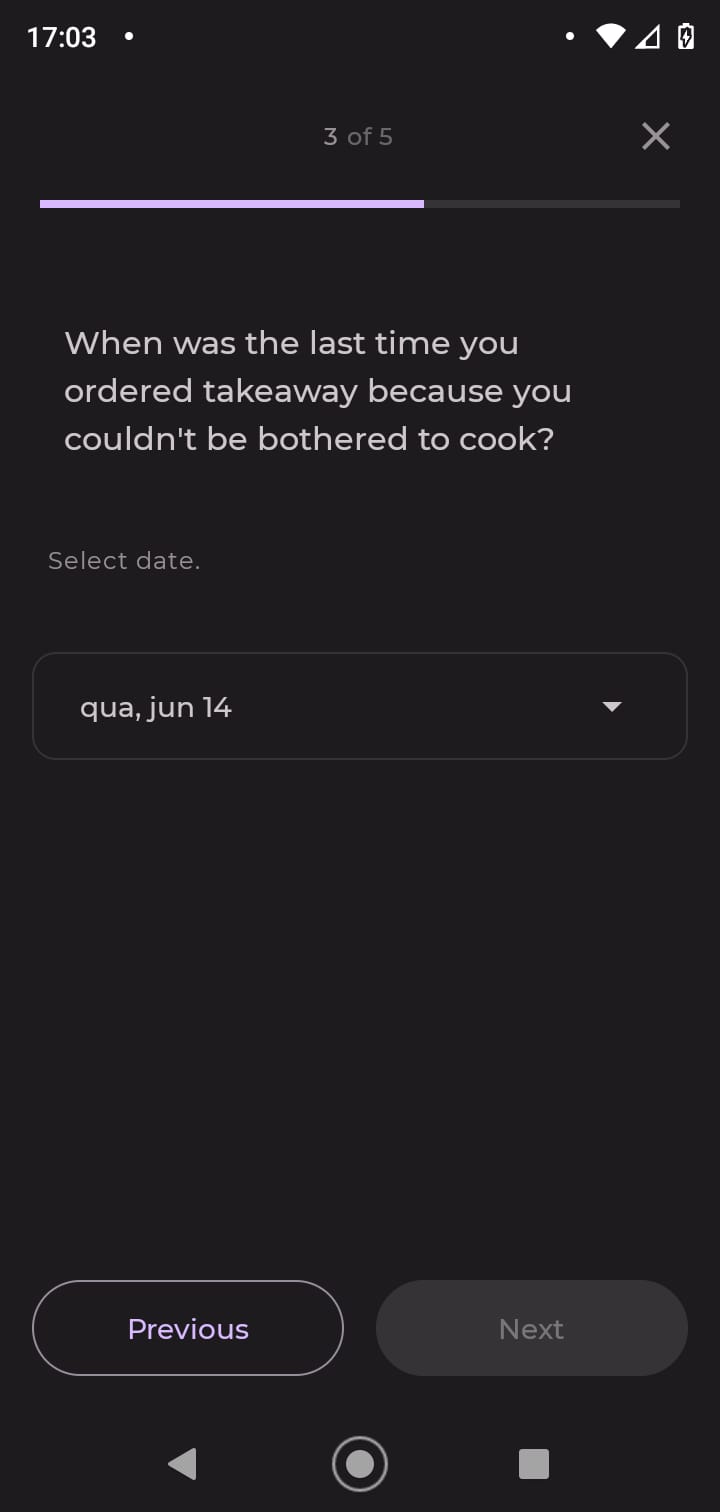 17:03
3 of 5
When was the last time you
ordered takeaway because you
couldn't be bothered to cook?
Select date.
qua, jun 14
Previous
Next